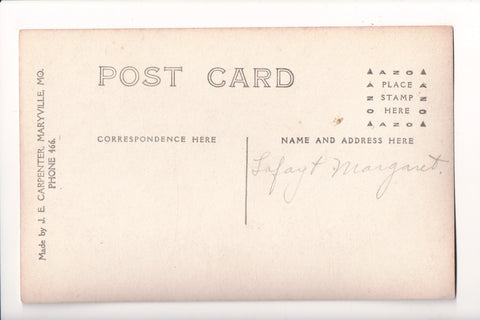 POST CARD
▲ AZO ▲
PLACE
STAMP
HERE
▲ AZO ▲
CORRESPONDENCE HERE
NAME AND ADDRESS HERE
Lafayt Margaret.
Made by J. E. CARPENTER, MARYVILLE, MO.
PHONE 466.